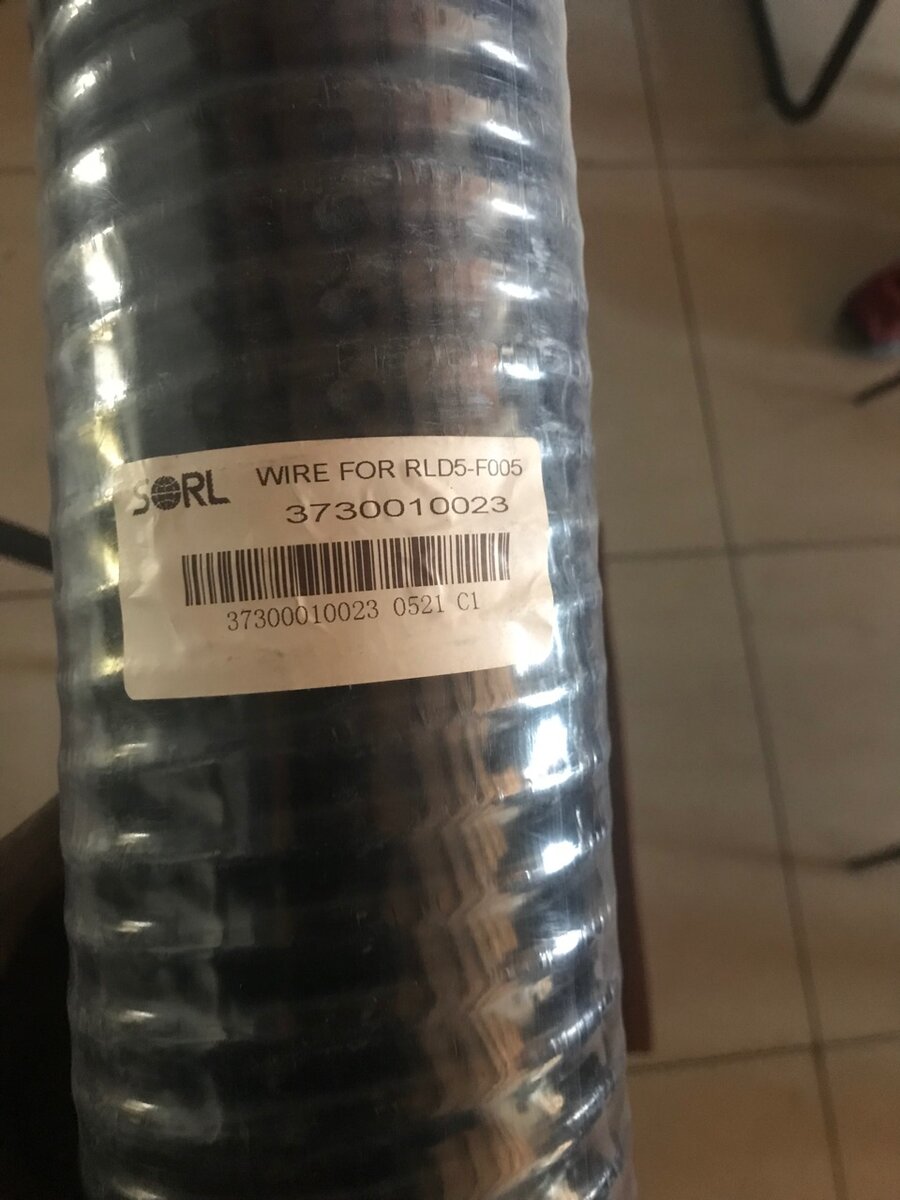 SORL
WIRE FOR RLD5-F005
3730010023
37300010023 0521 C1